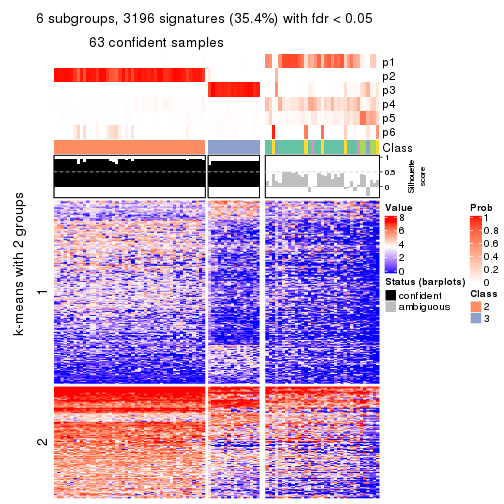 6 subgroups, 3196 signatures (35.4%) with fdr < 0.05
63 confident samples
p1
p2
p3
p4
p5
p6
Class
1
0.5
0
Silhouette
score
k-means with 2 groups
1
2
Value
8
6
4
2
0
Status (barplots)
confident
ambiguous
Prob
1
0.8
0.6
0.4
0.2
0
Class
2
3